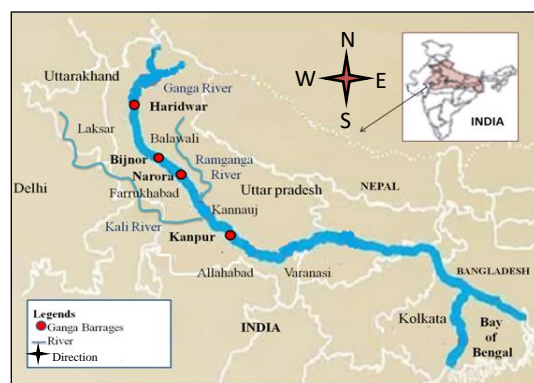 N
W
E
S
Uttarakhand
Ganga River
Haridwar
INDIA
Laksar
Balawali
Bijnor
Ramganga
River
Delhi
Narora
Farrukhabad
Uttar pradesh
NEPAL
Kannauj
Kali River
Kanpur
Allahabad
Varanasi
BANGLADESH
Kolkata
Bay
of
Bengal
INDIA
Legends
Ganga Barrages
River
Direction